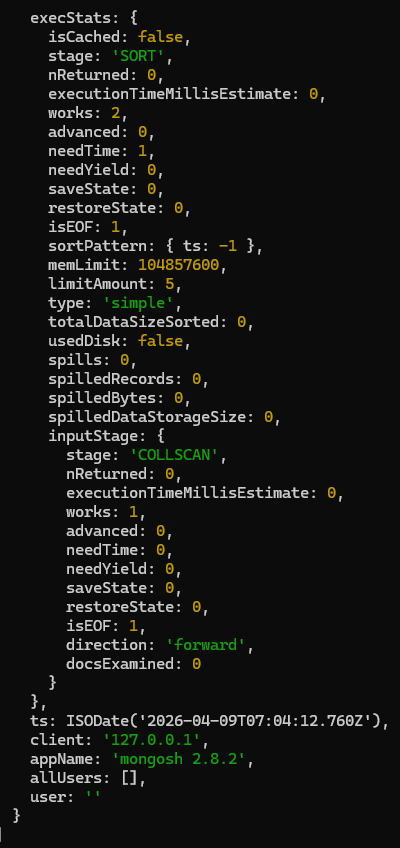 execStats: {
isCached: false,
stage: 'SORT',
nReturned: 0,
executionTimeMillisEstimate: 0,
works: 2,
advanced: 0,
needTime: 1,
needYield: 0,
saveState: 0,
restoreState: 0,
isEOF: 1,
sortPattern: { ts: -1 },
memLimit: 104857600,
limitAmount: 5,
type: 'simple',
totalDataSizeSorted: 0,
usedDisk: false,
spills: 0,
spilledRecords: 0,
spilledBytes: 0,
spilledDataStorageSize: 0,
inputStage: {
stage: 'COLLSCAN',
nReturned: 0,
executionTimeMillisEstimate: 0,
works: 1,
advanced: 0,
needTime: 0,
needYield: 0,
saveState: 0,
restoreState: 0,
isEOF: 1,
direction: 'forward',
docsExamined: 0
}
},
ts: ISODate('2026-04-09T07:04:12.760Z'),
client: '127.0.0.1',
appName: 'mongosh 2.8.2',
allUsers: [],
user: ''
}